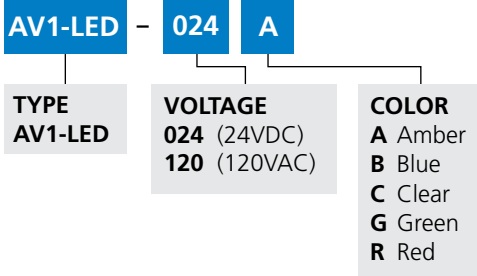 AV1-LED – 024 A
TYPE
AV1-LED
VOLTAGE
024 (24VDC)
120 (120VAC)
COLOR
A Amber
B Blue
C Clear
G Green
R Red